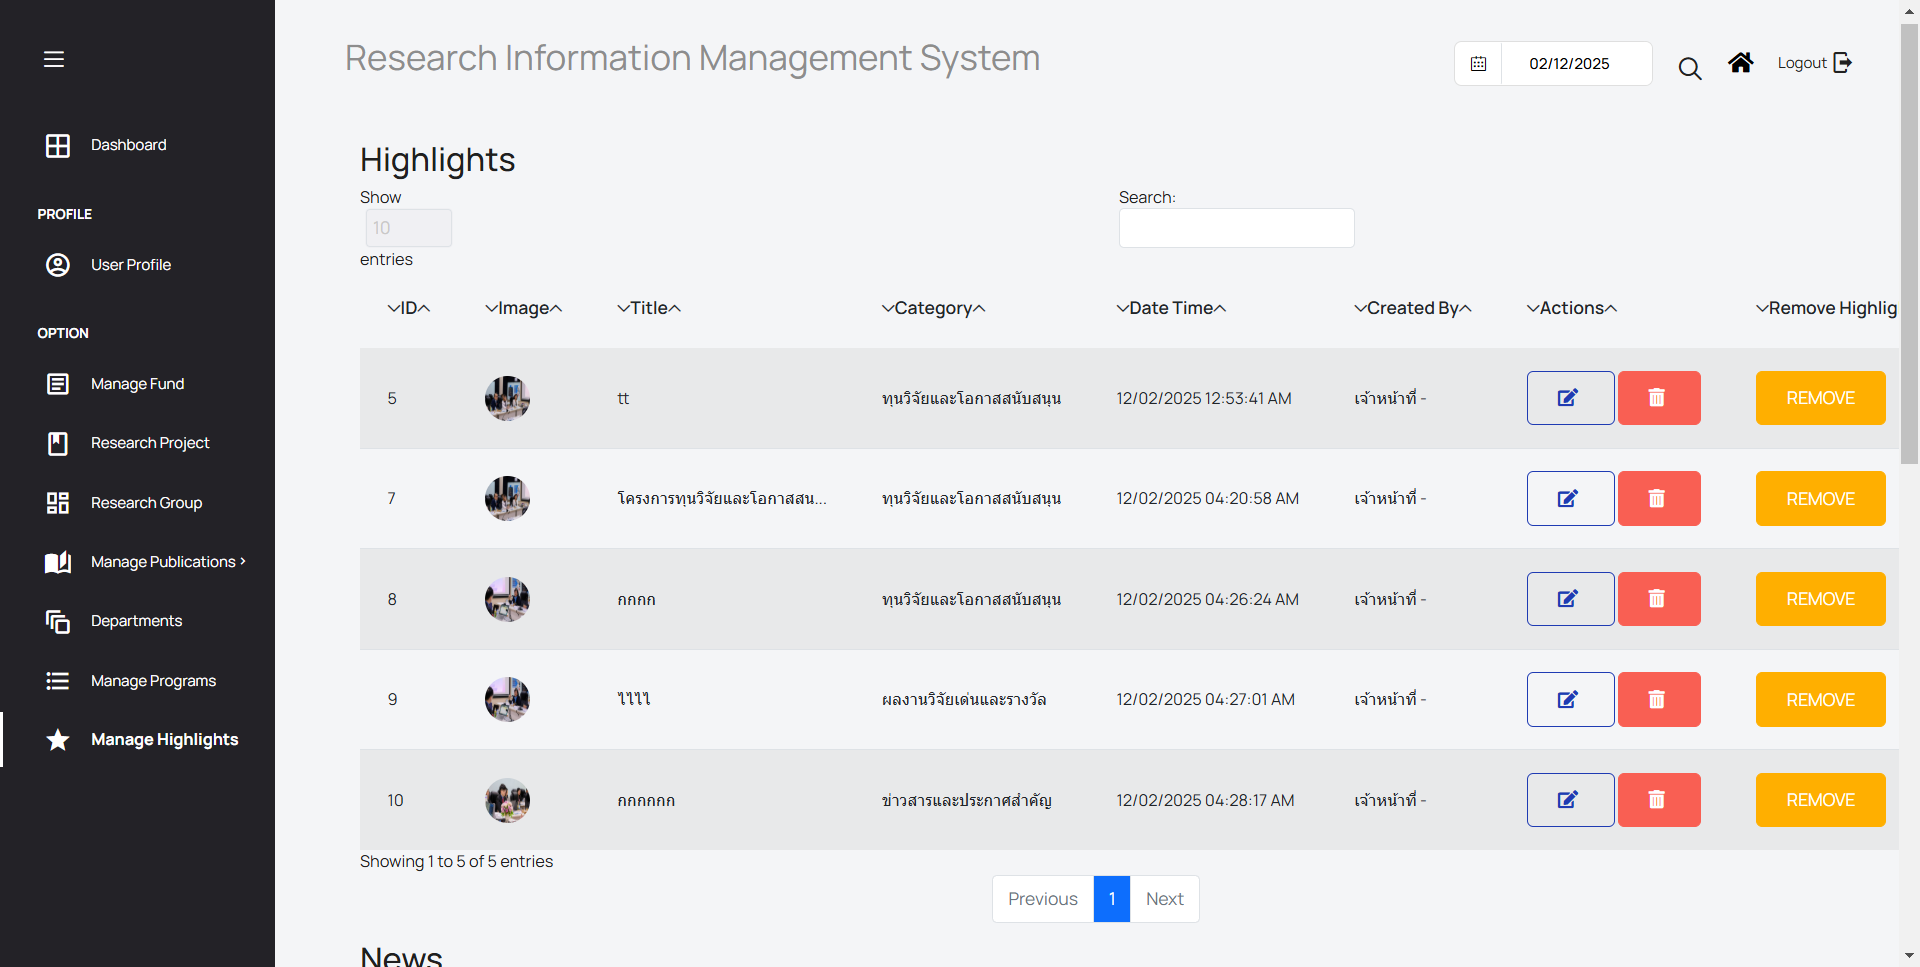 Research Information Management System
02/12/2025
Logout
Dashboard
PROFILE
User Profile
OPTION
Manage Fund
Research Project
Research Group
Manage Publications ›
Departments
Manage Programs
Manage Highlights
Highlights
Show
10
entries
Search:
ID Image Title Category Date Time Created By Actions Remove Highlig
5 tt ทุนวิจัยและโอกาสสนับสนุน 12/02/2025 12:53:41 AM เจ้าหน้าที่ - REMOVE
7 โครงการทุนวิจัยและโอกาสสน... ทุนวิจัยและโอกาสสนับสนุน 12/02/2025 04:20:58 AM เจ้าหน้าที่ - REMOVE
8 กกกก ทุนวิจัยและโอกาสสนับสนุน 12/02/2025 04:26:24 AM เจ้าหน้าที่ - REMOVE
9 ไไไไ ผลงานวิจัยเด่นและรางวัล 12/02/2025 04:27:01 AM เจ้าหน้าที่ - REMOVE
10 กกกกกก ข่าวสารและประกาศสำคัญ 12/02/2025 04:28:17 AM เจ้าหน้าที่ - REMOVE
Showing 1 to 5 of 5 entries
Previous 1 Next
News